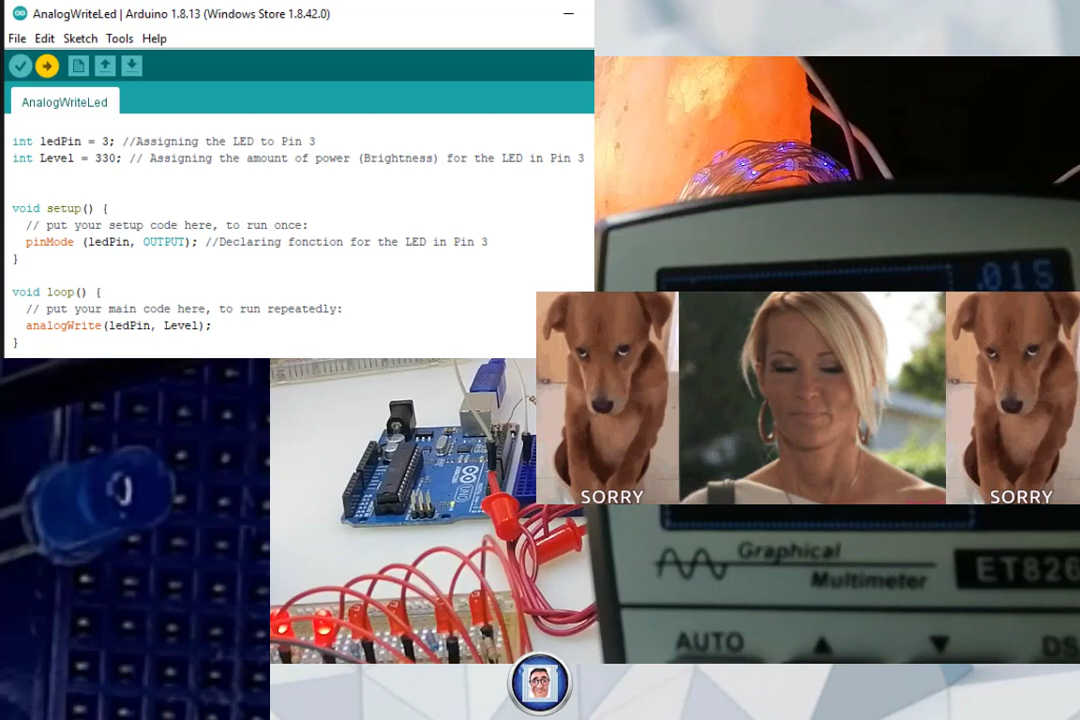 AnalogWriteLed | Arduino 1.8.13 (Windows Store 1.8.42.0)
File Edit Sketch Tools Help
AnalogWriteLed
int ledPin = 3; //Assigning the LED to Pin 3
int Level = 330; // Assigning the amount of power (Brightness) for the LED in Pin 3
void setup() {
// put your setup code here, to run once:
pinMode (ledPin, OUTPUT); //Declaring fonction for the LED in Pin 3
}
void loop() {
// put your main code here, to run repeatedly:
analogWrite(ledPin, Level);
}
.015
SORRY
SORRY
UNO
Graphical
Multimeter
ET826
AUTO
DS